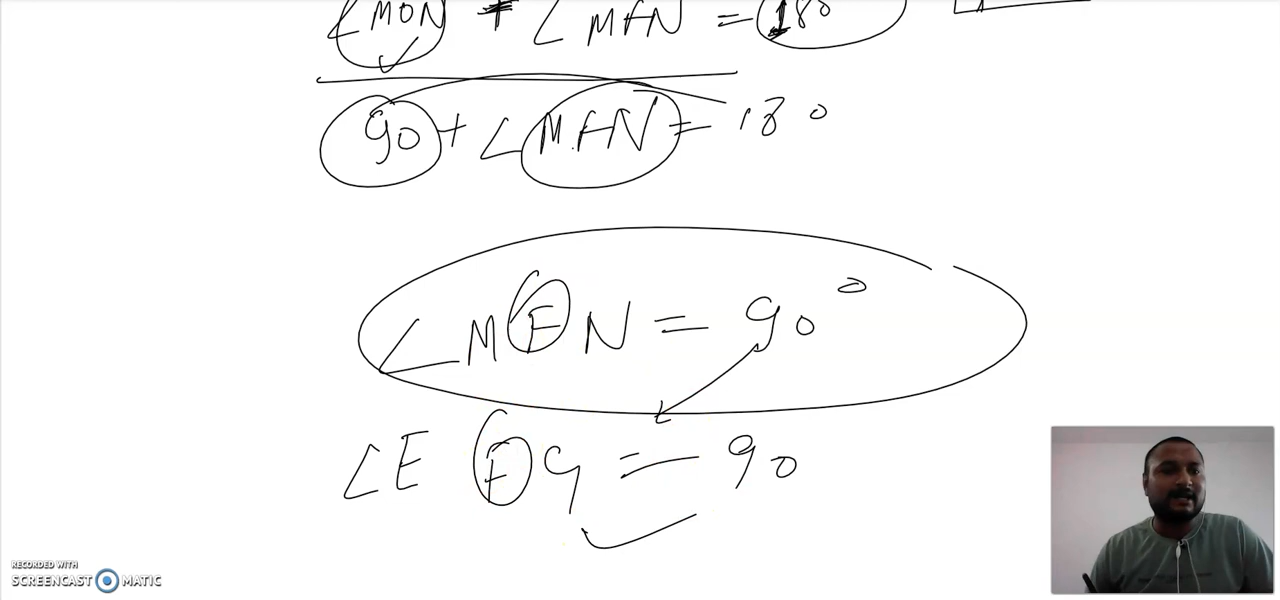 ∠MON + ∠MFN = 180
90 + ∠MFN = 180
∠MFN = 90°
∠EFG = 90
RECORDED WITH
SCREENCAST MATIC